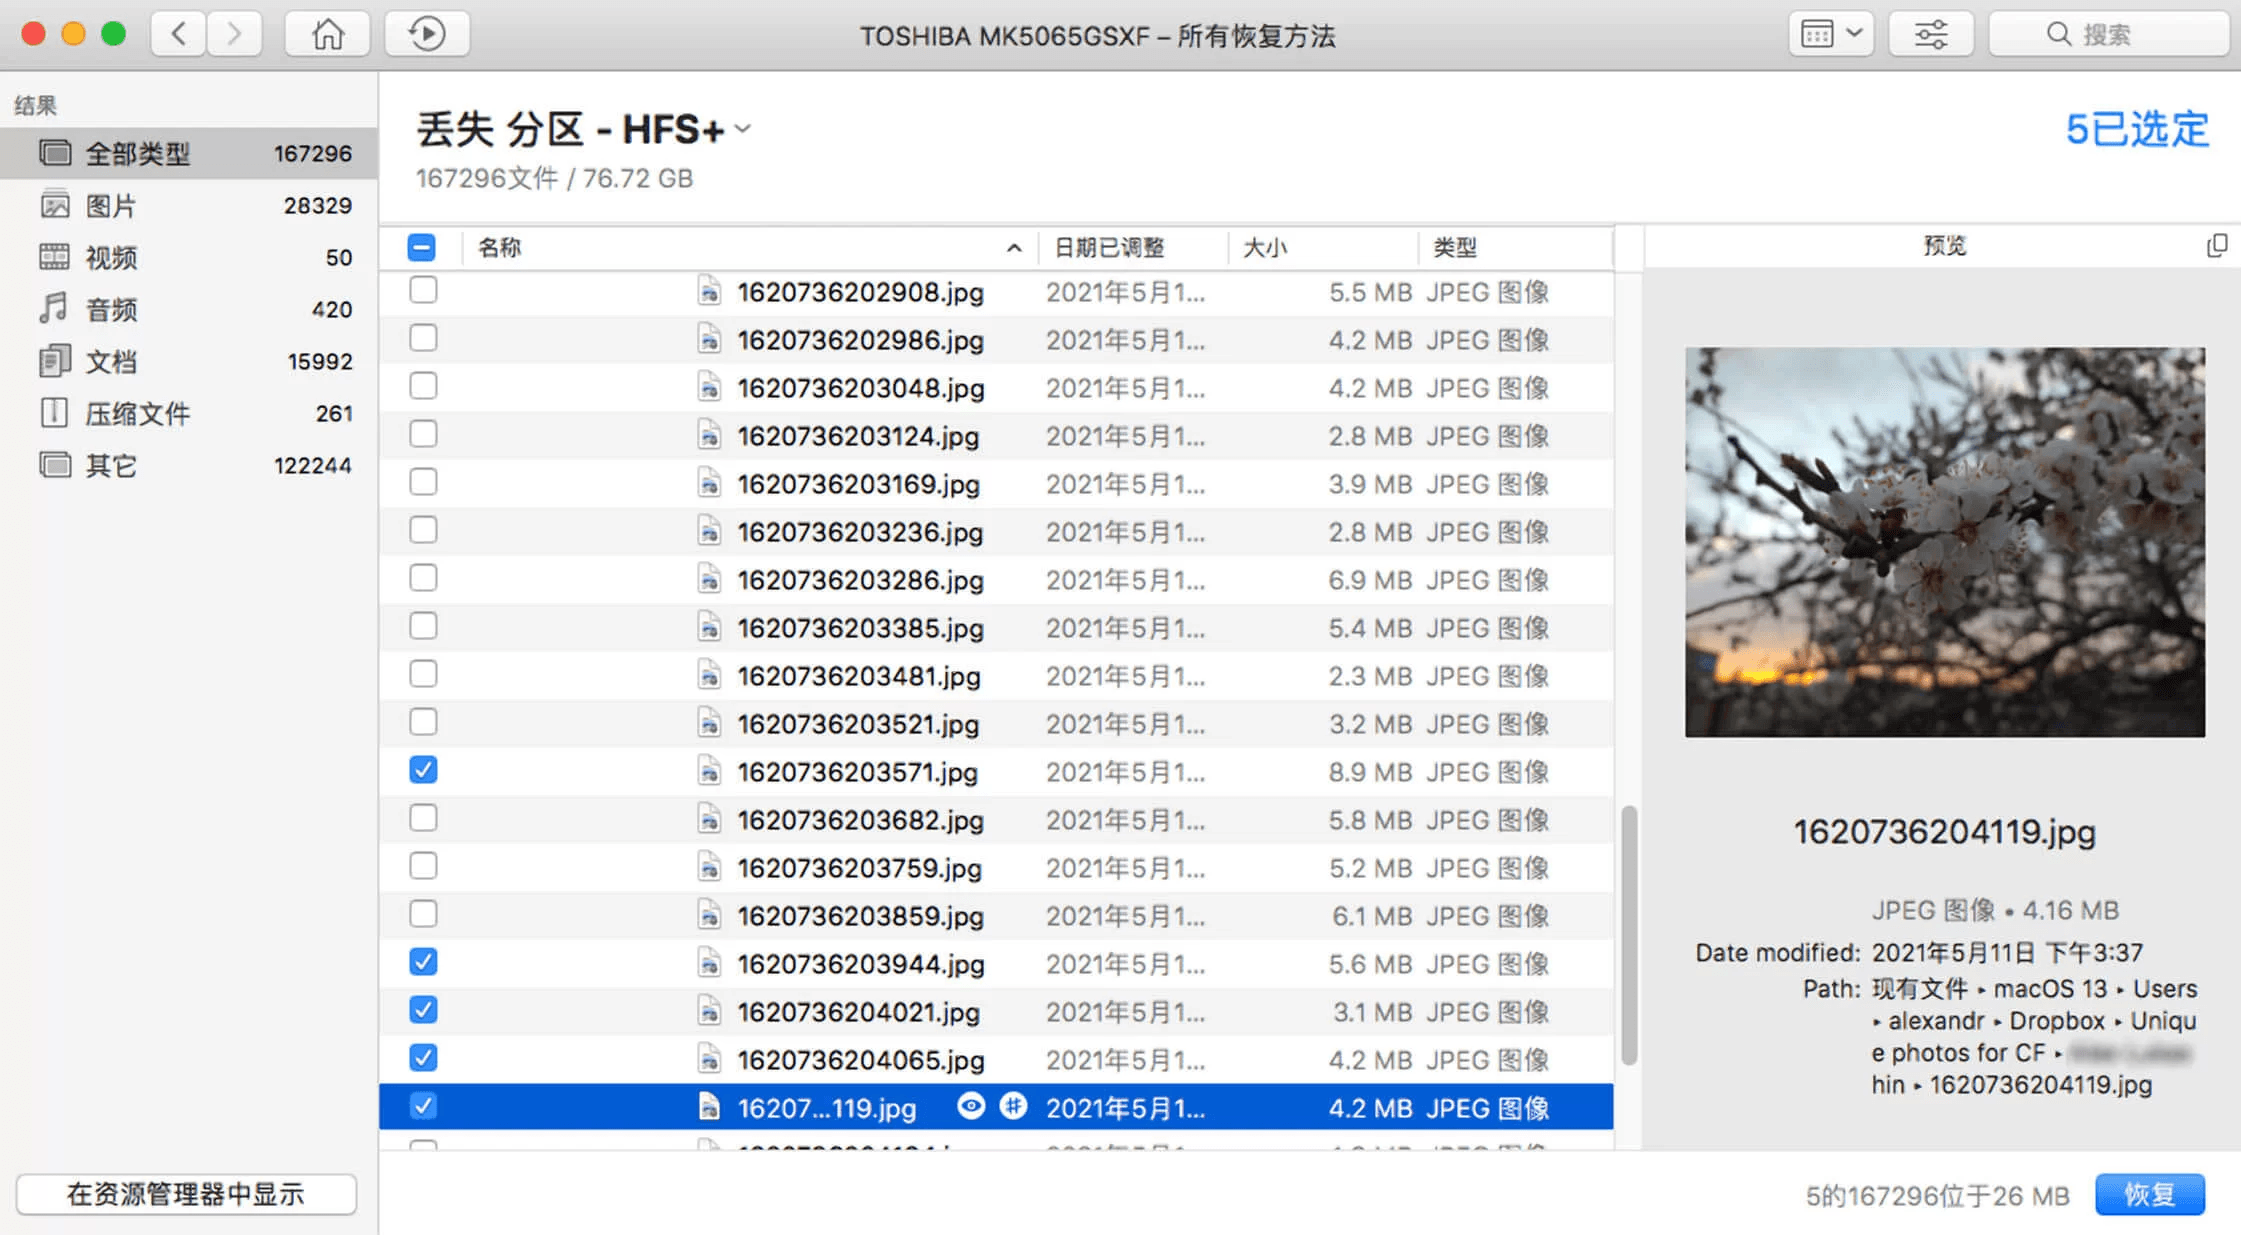 TOSHIBA MK5065GSXF – 所有恢复方法
搜索
结果
全部类型 167296
图片 28329
视频 50
音频 420
文档 15992
压缩文件 261
其它 122244
在资源管理器中显示
丢失 分区 - HFS+
167296文件 / 76.72 GB
5已选定
名称 日期已调整 大小 类型
1620736202908.jpg 2021年5月1... 5.5 MB JPEG 图像
1620736202986.jpg 2021年5月1... 4.2 MB JPEG 图像
1620736203048.jpg 2021年5月1... 4.2 MB JPEG 图像
1620736203124.jpg 2021年5月1... 2.8 MB JPEG 图像
1620736203169.jpg 2021年5月1... 3.9 MB JPEG 图像
1620736203236.jpg 2021年5月1... 2.8 MB JPEG 图像
1620736203286.jpg 2021年5月1... 6.9 MB JPEG 图像
1620736203385.jpg 2021年5月1... 5.4 MB JPEG 图像
1620736203481.jpg 2021年5月1... 2.3 MB JPEG 图像
1620736203521.jpg 2021年5月1... 3.2 MB JPEG 图像
1620736203571.jpg 2021年5月1... 8.9 MB JPEG 图像
1620736203682.jpg 2021年5月1... 5.8 MB JPEG 图像
1620736203759.jpg 2021年5月1... 5.2 MB JPEG 图像
1620736203859.jpg 2021年5月1... 6.1 MB JPEG 图像
1620736203944.jpg 2021年5月1... 5.6 MB JPEG 图像
1620736204021.jpg 2021年5月1... 3.1 MB JPEG 图像
1620736204065.jpg 2021年5月1... 4.2 MB JPEG 图像
16207...119.jpg 2021年5月1... 4.2 MB JPEG 图像
预览
1620736204119.jpg
JPEG 图像 • 4.16 MB
Date modified: 2021年5月11日 下午3:37
Path: 现有文件 ▸ macOS 13 ▸ Users
▸ alexandr ▸ Dropbox ▸ Uniqu
e photos for CF ▸
hin ▸ 1620736204119.jpg
5的167296位于26 MB
恢复